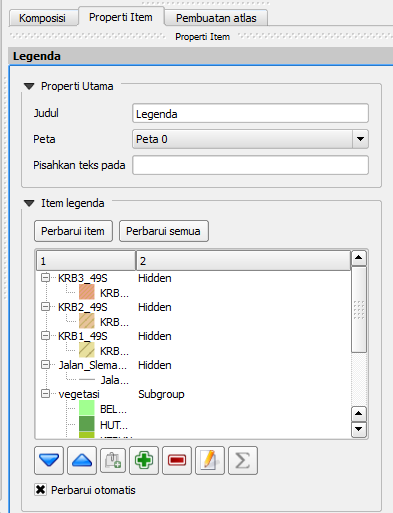 Komposisi Properti Item Pembuatan atlas
Properti Item
Legenda
Properti Utama
Judul Legenda
Peta Peta 0
Pisahkan teks pada
Item legenda
Perbarui item Perbarui semua
1 2
KRB3_49S Hidden
KRB...
KRB2_49S Hidden
KRB...
KRB1_49S Hidden
KRB...
Jalan_Slema... Hidden
Jala...
vegetasi Subgroup
BEL...
HUT...
Σ
Perbarui otomatis